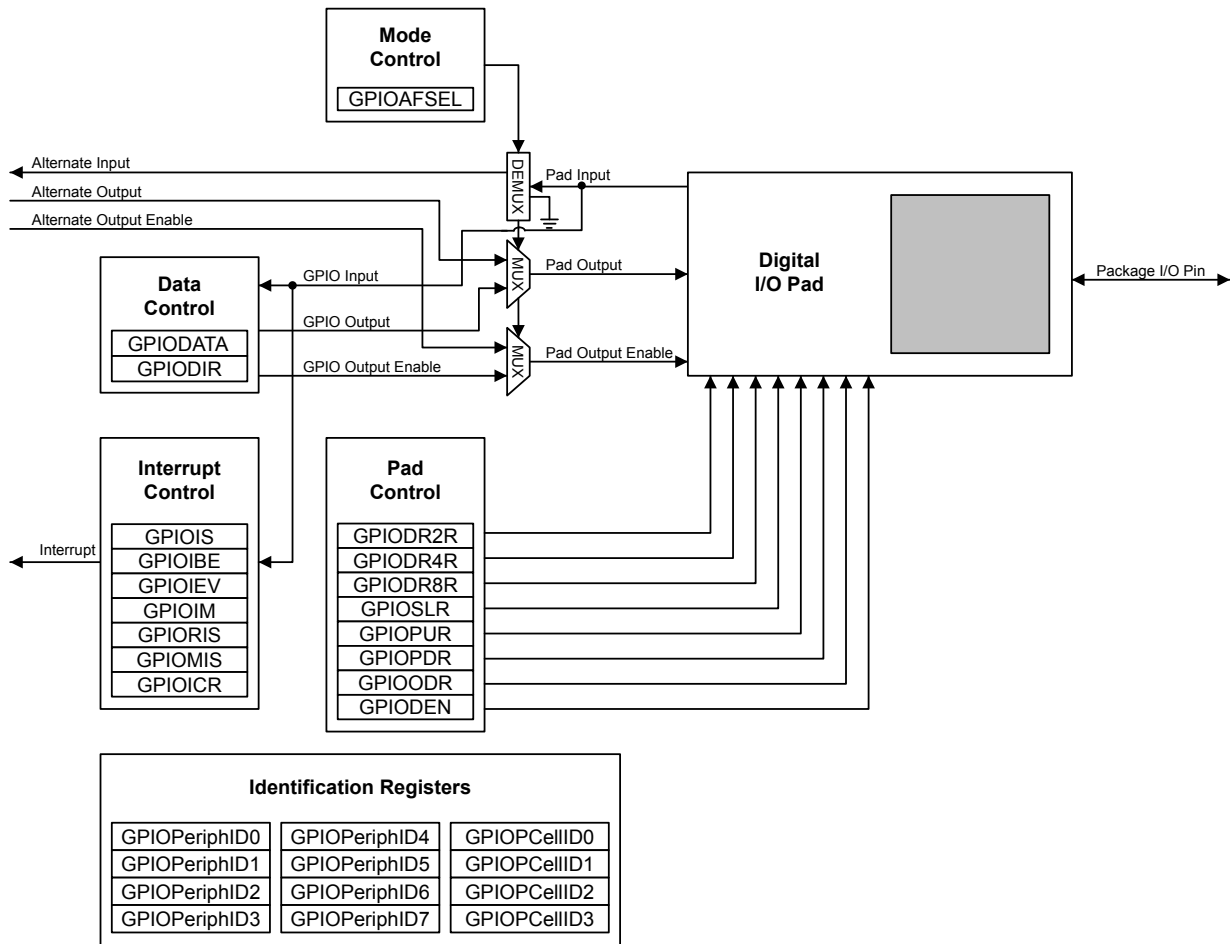 Mode
Control
GPIOAFSEL
Alternate Input
Alternate Output
Alternate Output Enable
DEMUX
Pad Input
MUX
Pad Output
MUX
Pad Output Enable
Digital
I/O Pad
Package I/O Pin
Data
Control
GPIODATA
GPIODIR
GPIO Input
GPIO Output
GPIO Output Enable
Interrupt
Control
GPIOIS
GPIOIBE
GPIOIEV
GPIOIM
GPIORIS
GPIOMIS
GPIOICR
Interrupt
Pad
Control
GPIODR2R
GPIODR4R
GPIODR8R
GPIOSLR
GPIOPUR
GPIOPDR
GPIOODR
GPIODEN
Identification Registers
GPIOPeriphID0
GPIOPeriphID1
GPIOPeriphID2
GPIOPeriphID3
GPIOPeriphID4
GPIOPeriphID5
GPIOPeriphID6
GPIOPeriphID7
GPIOPCellID0
GPIOPCellID1
GPIOPCellID2
GPIOPCellID3